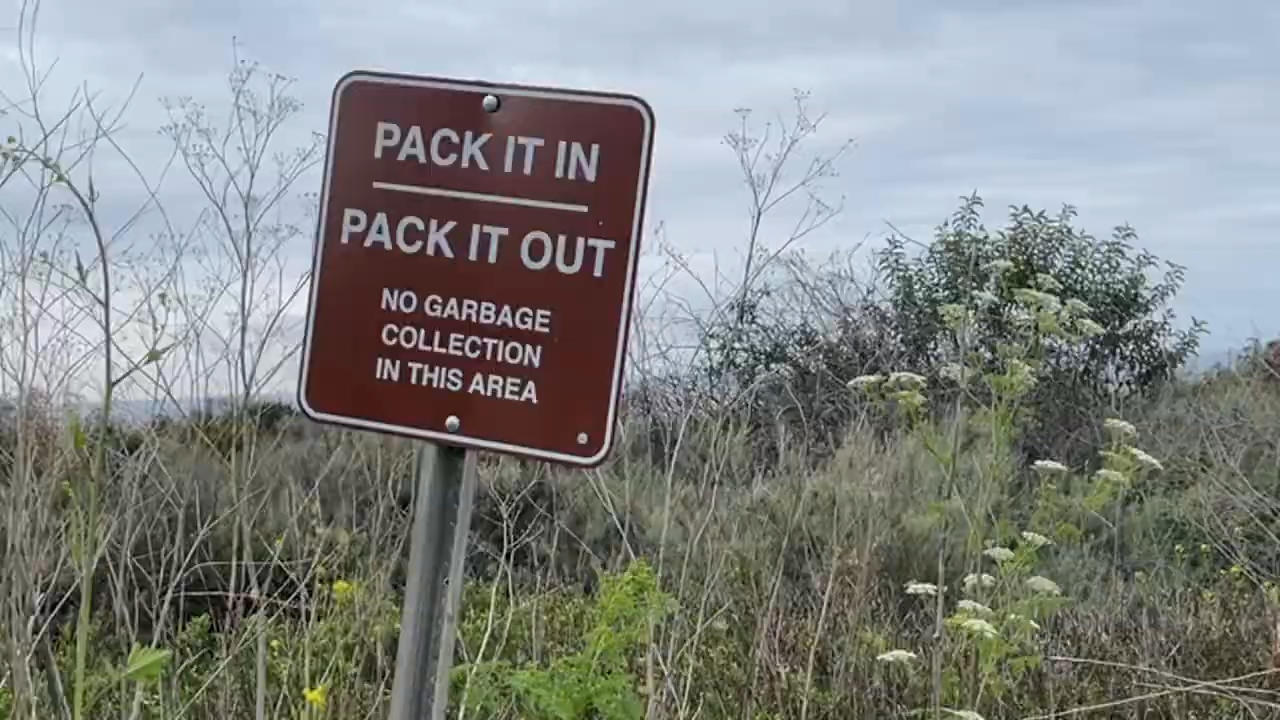 PACK IT IN
PACK IT OUT
NO GARBAGE
COLLECTION
IN THIS AREA